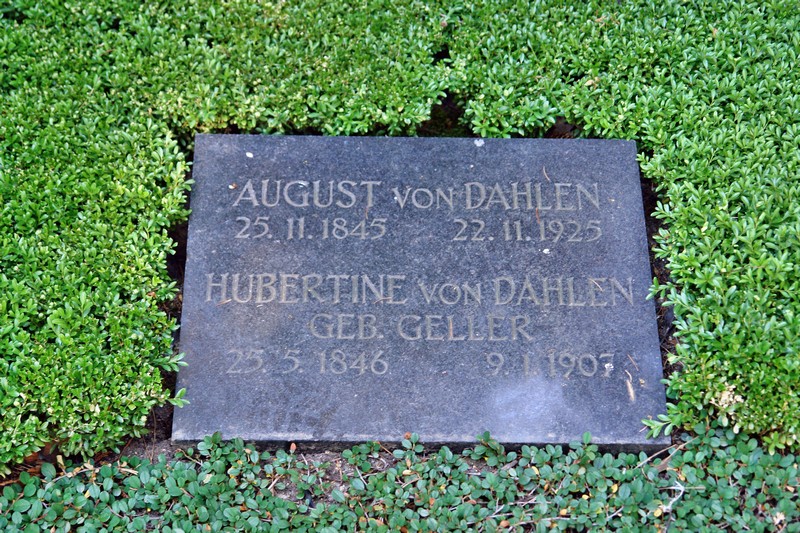 AUGUST VON DAHLEN
25.11.1845 22.11.1925
HUBERTINE VON DAHLEN
GEB. GELLER
25.5.1846 9.1.1907